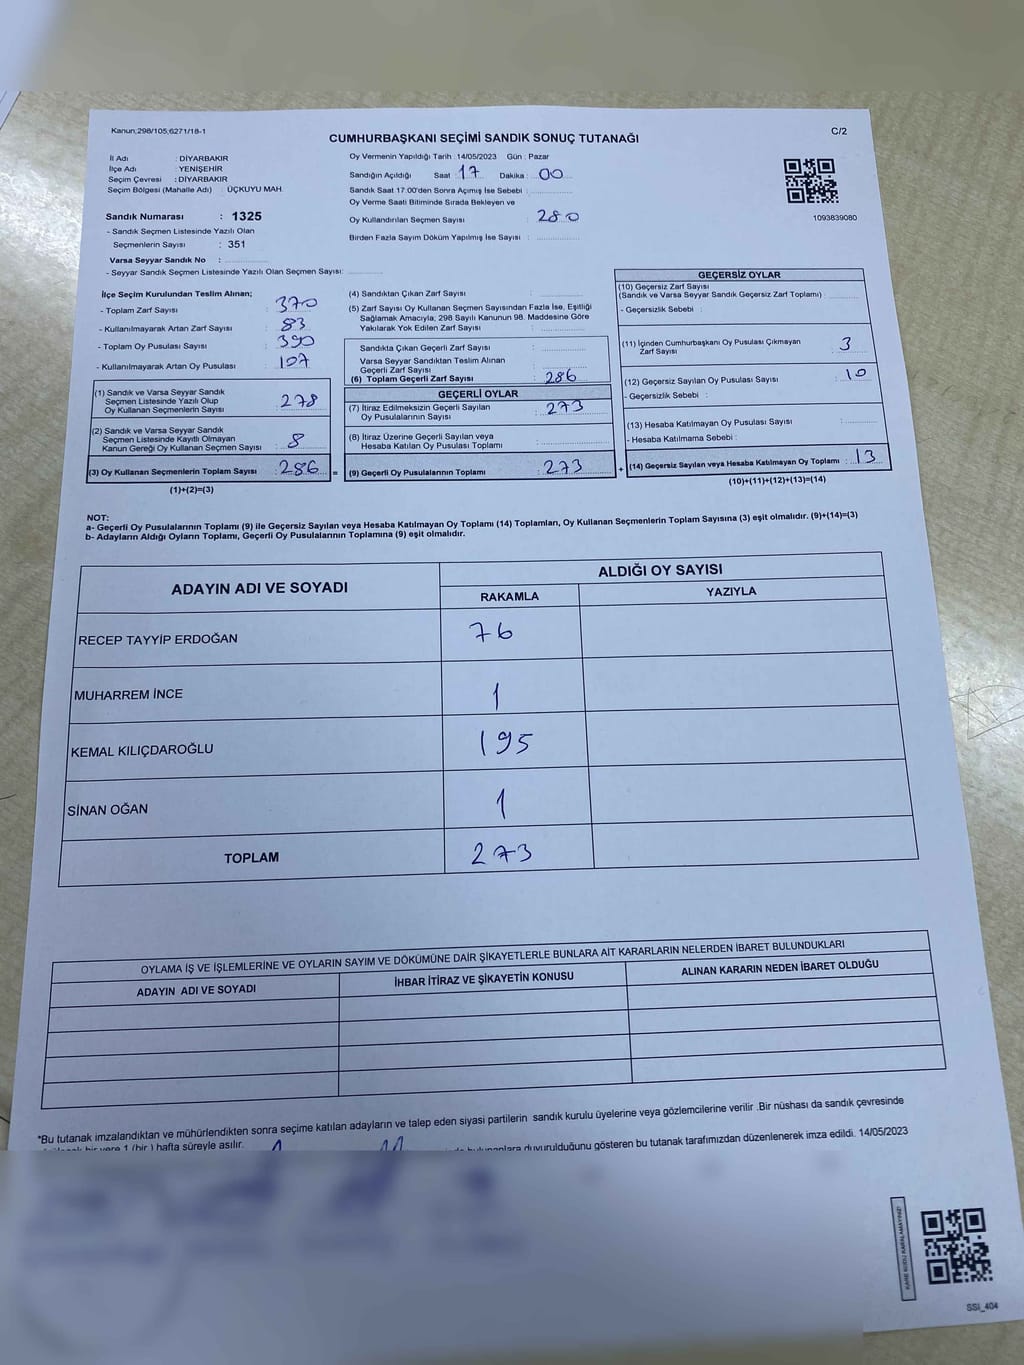 Kanun;298/105;6271/18-1
C/2
CUMHURBAŞKANI SEÇİMİ SANDIK SONUÇ TUTANAĞI
İl Adı : DİYARBAKIR
İlçe Adı : YENİŞEHİR
Seçim Çevresi : DİYARBAKIR
Seçim Bölgesi (Mahalle Adı) : ÜÇKUYU MAH.
Sandık Numarası : 1325
- Sandık Seçmen Listesinde Yazılı Olan
Seçmenlerin Sayısı : 351
Varsa Seyyar Sandık No :
- Seyyar Sandık Seçmen Listesinde Yazılı Olan Seçmen Sayısı:
Oy Vermenin Yapıldığı Tarih : 14/05/2023 Gün : Pazar
Sandığın Açıldığı Saat 17 Dakika : 00
Sandık Saat 17:00'den Sonra Açımış İse Sebebi :
Oy Verme Saati Bitiminde Sırada Bekleyen ve
Oy Kullandırılan Seçmen Sayısı : 280
Birden Fazla Sayım Döküm Yapılmış İse Sayısı :
1093839080
İlçe Seçim Kurulundan Teslim Alınan;
- Toplam Zarf Sayısı : 370
- Kullanılmayarak Artan Zarf Sayısı : 83
- Toplam Oy Pusulası Sayısı : 390
- Kullanılmayarak Artan Oy Pusulası : 107
(1) Sandık ve Varsa Seyyar Sandık
Seçmen Listesinde Yazılı Olup
Oy Kullanan Seçmenlerin Sayısı : 278
(2) Sandık ve Varsa Seyyar Sandık
Seçmen Listesinde Kayıtlı Olmayan
Kanun Gereği Oy Kullanan Seçmen Sayısı : 8
(3) Oy Kullanan Seçmenlerin Toplam Sayısı : 286 =
(1)+(2)=(3)
(4) Sandıktan Çıkan Zarf Sayısı :
(5) Zarf Sayısı Oy Kullanan Seçmen Sayısından Fazla İse, Eşitliği
Sağlamak Amacıyla; 298 Sayılı Kanunun 98. Maddesine Göre
Yakılarak Yok Edilen Zarf Sayısı :
Sandıkta Çıkan Geçerli Zarf Sayısı :
Varsa Seyyar Sandıktan Teslim Alınan
Geçerli Zarf Sayısı :
(6) Toplam Geçerli Zarf Sayısı : 286
GEÇERLİ OYLAR
(7) İtiraz Edilmeksizin Geçerli Sayılan
Oy Pusulalarının Sayısı : 273
(8) İtiraz Üzerine Geçerli Sayılan veya
Hesaba Katılan Oy Pusulası Toplamı :
(9) Geçerli Oy Pusulalarının Toplamı : 273 +
GEÇERSİZ OYLAR
(10) Geçersiz Zarf Sayısı
(Sandık ve Varsa Seyyar Sandık Geçersiz Zarf Toplamı) :
- Geçersizlik Sebebi :
(11) İçinden Cumhurbaşkanı Oy Pusulası Çıkmayan
Zarf Sayısı : 3
(12) Geçersiz Sayılan Oy Pusulası Sayısı : 10
- Geçersizlik Sebebi :
(13) Hesaba Katılmayan Oy Pusulası Sayısı :
- Hesaba Katılmama Sebebi :
(14) Geçersiz Sayılan veya Hesaba Katılmayan Oy Toplamı : 13
(10)+(11)+(12)+(13)=(14)
NOT:
a- Geçerli Oy Pusulalarının Toplamı (9) ile Geçersiz Sayılan veya Hesaba Katılmayan Oy Toplamı (14) Toplamları, Oy Kullanan Seçmenlerin Toplam Sayısına (3) eşit olmalıdır. (9)+(14)=(3)
b- Adayların Aldığı Oyların Toplamı, Geçerli Oy Pusulalarının Toplamına (9) eşit olmalıdır.
ADAYIN ADI VE SOYADI
ALDIĞI OY SAYISI
RAKAMLA YAZIYLA
RECEP TAYYİP ERDOĞAN 76
MUHARREM İNCE 1
KEMAL KILIÇDAROĞLU 195
SİNAN OĞAN 1
TOPLAM 273
OYLAMA İŞ VE İŞLEMLERİNE VE OYLARIN SAYIM VE DÖKÜMÜNE DAİR ŞİKAYETLERLE BUNLARA AİT KARARLARIN NELERDEN İBARET BULUNDUKLARI
ADAYIN ADI VE SOYADI İHBAR İTİRAZ VE ŞİKAYETİN KONUSU ALINAN KARARIN NEDEN İBARET OLDUĞU
*Bu tutanak imzalandıktan ve mühürlendikten sonra seçime katılan adayların ve talep eden siyasi partilerin sandık kurulu üyelerine veya gözlemcilerine verilir .Bir nüshası da sandık çevresinde
bir yere 1 (bir ) hafta süreyle asılır. duyurulduğunu gösteren bu tutanak tarafımızdan düzenlenerek imza edildi. 14/05/2023
KARE KODU KARALAMAYINIZ!
SSİ_404